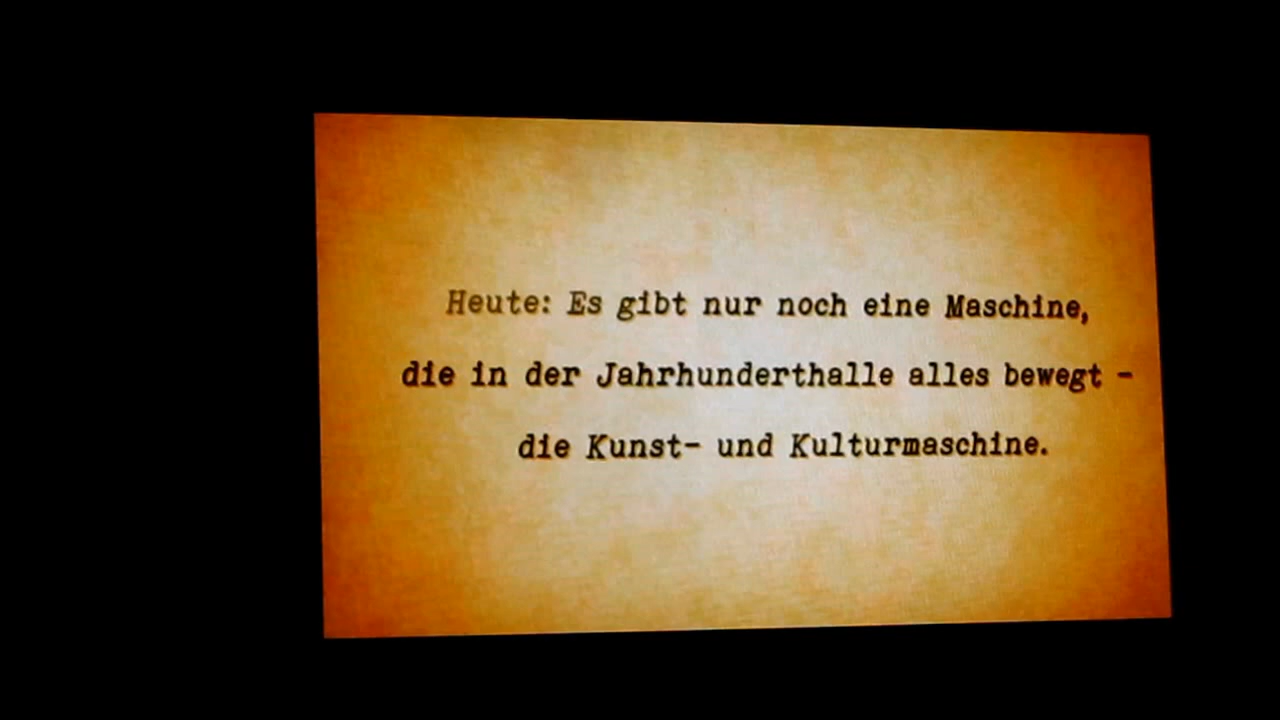 Heute: Es gibt nur noch eine Maschine,
die in der Jahrhunderthalle alles bewegt -
die Kunst- und Kulturmaschine.